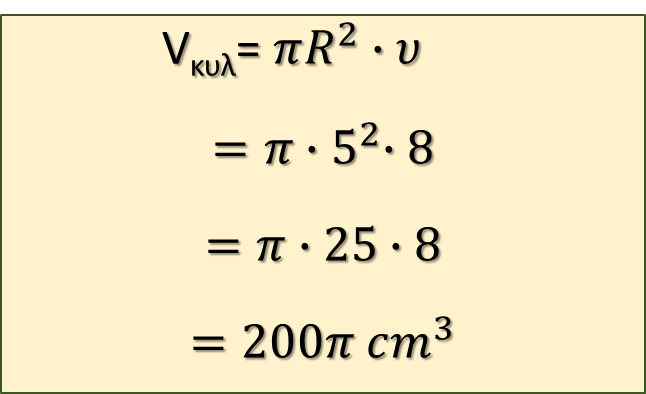 Vκυλ= πR² · υ
= π · 5² · 8
= π · 25 · 8
= 200π cm³